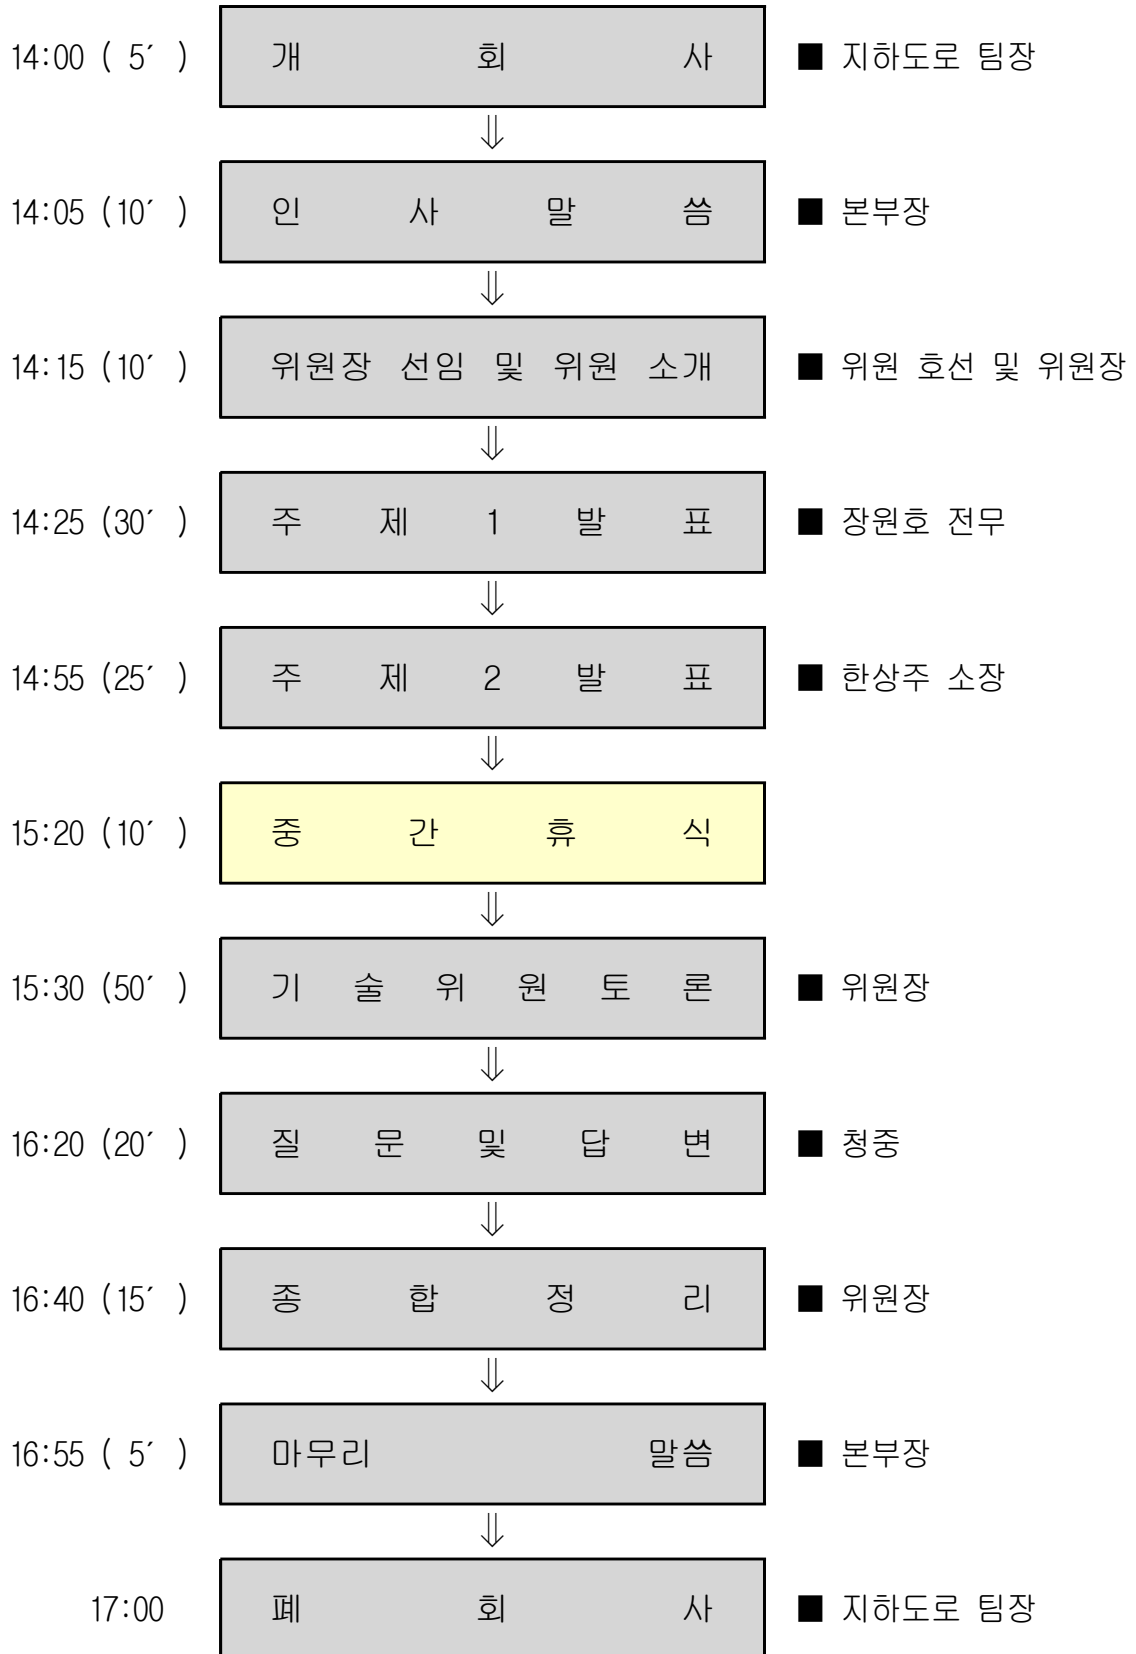 14:00 ( 5´ ) 개 회 사 ■ 지하도로 팀장
⇓
14:05 (10´ ) 인 사 말 씀 ■ 본부장
⇓
14:15 (10´ ) 위원장 선임 및 위원 소개 ■ 위원 호선 및 위원장
⇓
14:25 (30´ ) 주 제 1 발 표 ■ 장원호 전무
⇓
14:55 (25´ ) 주 제 2 발 표 ■ 한상주 소장
⇓
15:20 (10´ ) 중 간 휴 식
⇓
15:30 (50´ ) 기 술 위 원 토 론 ■ 위원장
⇓
16:20 (20´ ) 질 문 및 답 변 ■ 청중
⇓
16:40 (15´ ) 종 합 정 리 ■ 위원장
⇓
16:55 ( 5´ ) 마무리 말씀 ■ 본부장
⇓
17:00 폐 회 사 ■ 지하도로 팀장